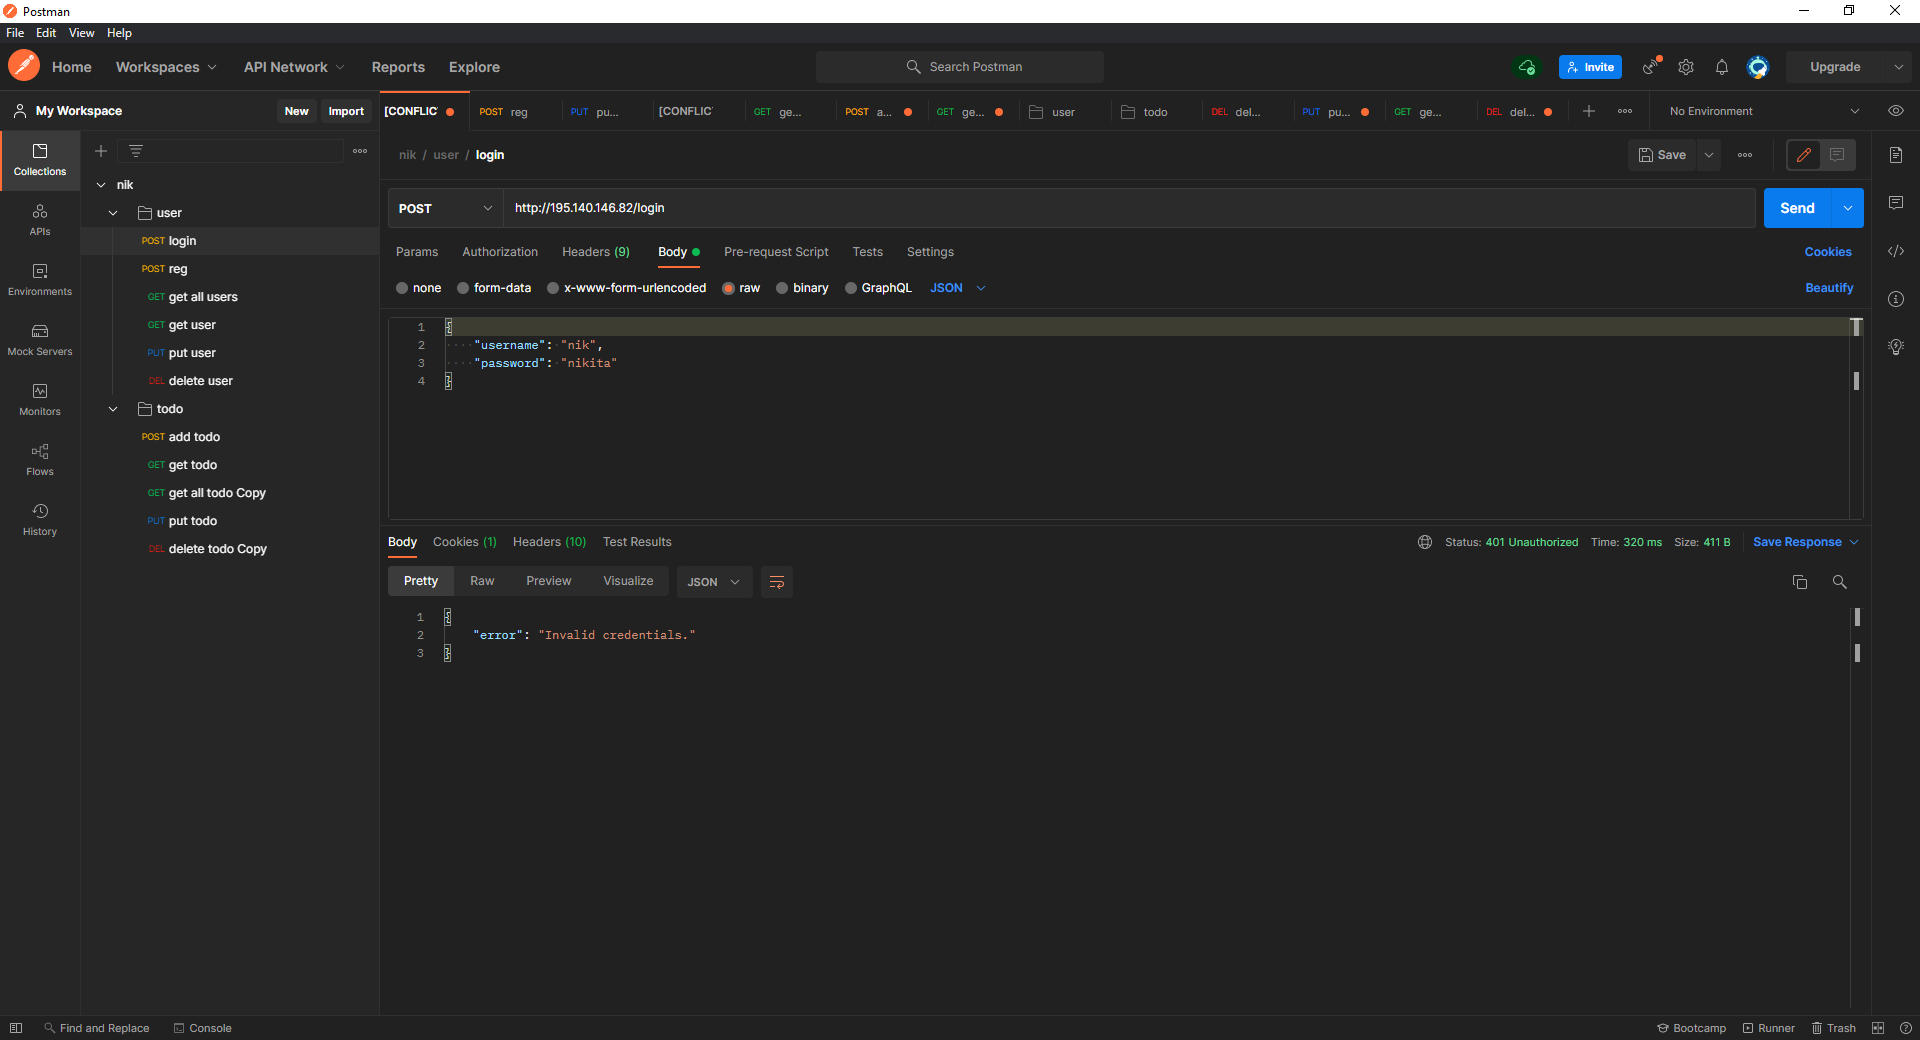 Postman
File Edit View Help
Home Workspaces API Network Reports Explore Search Postman Invite Upgrade
My Workspace New Import
[CONFLIC POST reg PUT pu... [CONFLIC GET ge... POST a... GET ge... user todo DEL del... PUT pu... GET ge... DEL del... No Environment
Collections
APIs
Environments
Mock Servers
Monitors
Flows
History
nik
user
POST login
POST reg
GET get all users
GET get user
PUT put user
DEL delete user
todo
POST add todo
GET get todo
GET get all todo Copy
PUT put todo
DEL delete todo Copy
nik / user / login Save
POST http://195.140.146.82/login Send
Params Authorization Headers (9) Body Pre-request Script Tests Settings Cookies
none form-data x-www-form-urlencoded raw binary GraphQL JSON Beautify
1 {
2 "username": "nik",
3 "password": "nikita"
4 }
Body Cookies (1) Headers (10) Test Results Status: 401 Unauthorized Time: 320 ms Size: 411 B Save Response
Pretty Raw Preview Visualize JSON
1 {
2 "error": "Invalid credentials."
3 }
Find and Replace Console Bootcamp Runner Trash